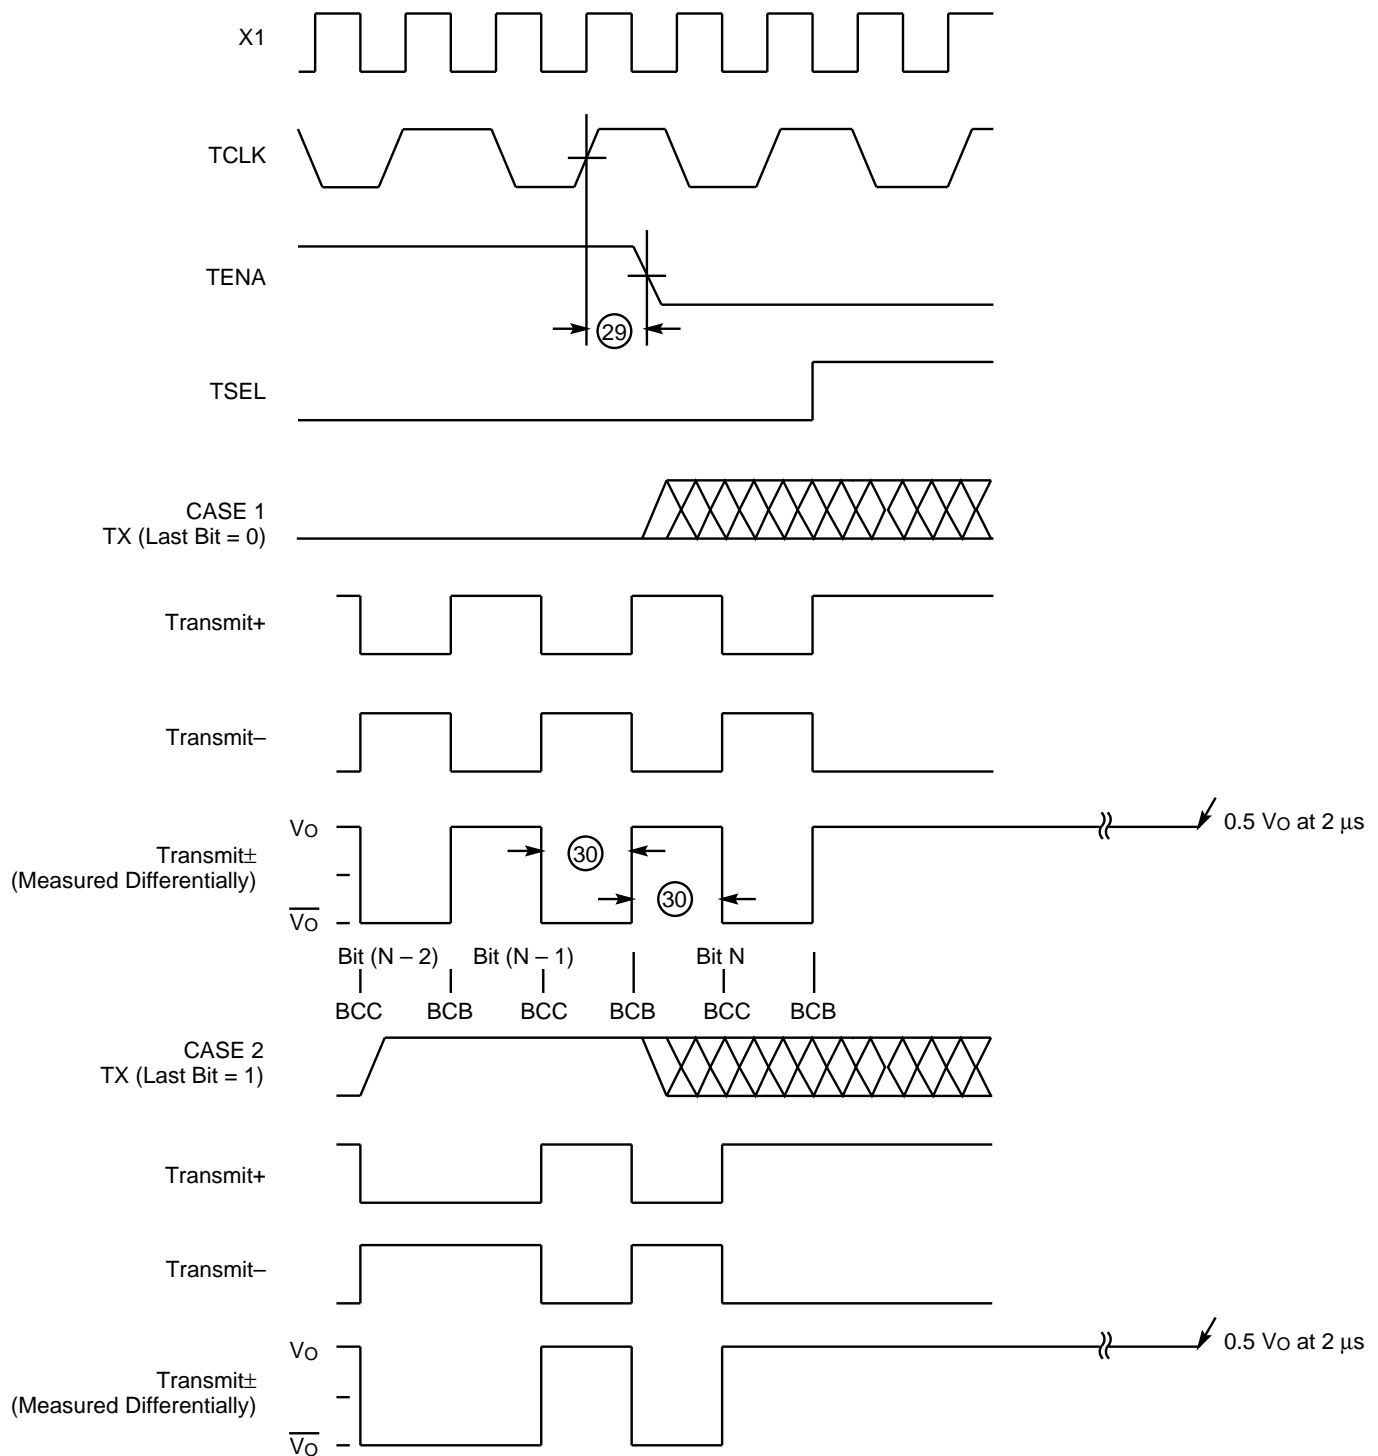 X1
TCLK
TENA
29
TSEL
CASE 1
TX (Last Bit = 0)
Transmit+
Transmit–
VO
0.5 VO at 2 μs
Transmit±
(Measured Differentially)
30
30
VO
Bit (N – 2) Bit (N – 1) Bit N
BCC BCB BCC BCB BCC BCB
CASE 2
TX (Last Bit = 1)
Transmit+
Transmit–
VO
0.5 VO at 2 μs
Transmit±
(Measured Differentially)
VO